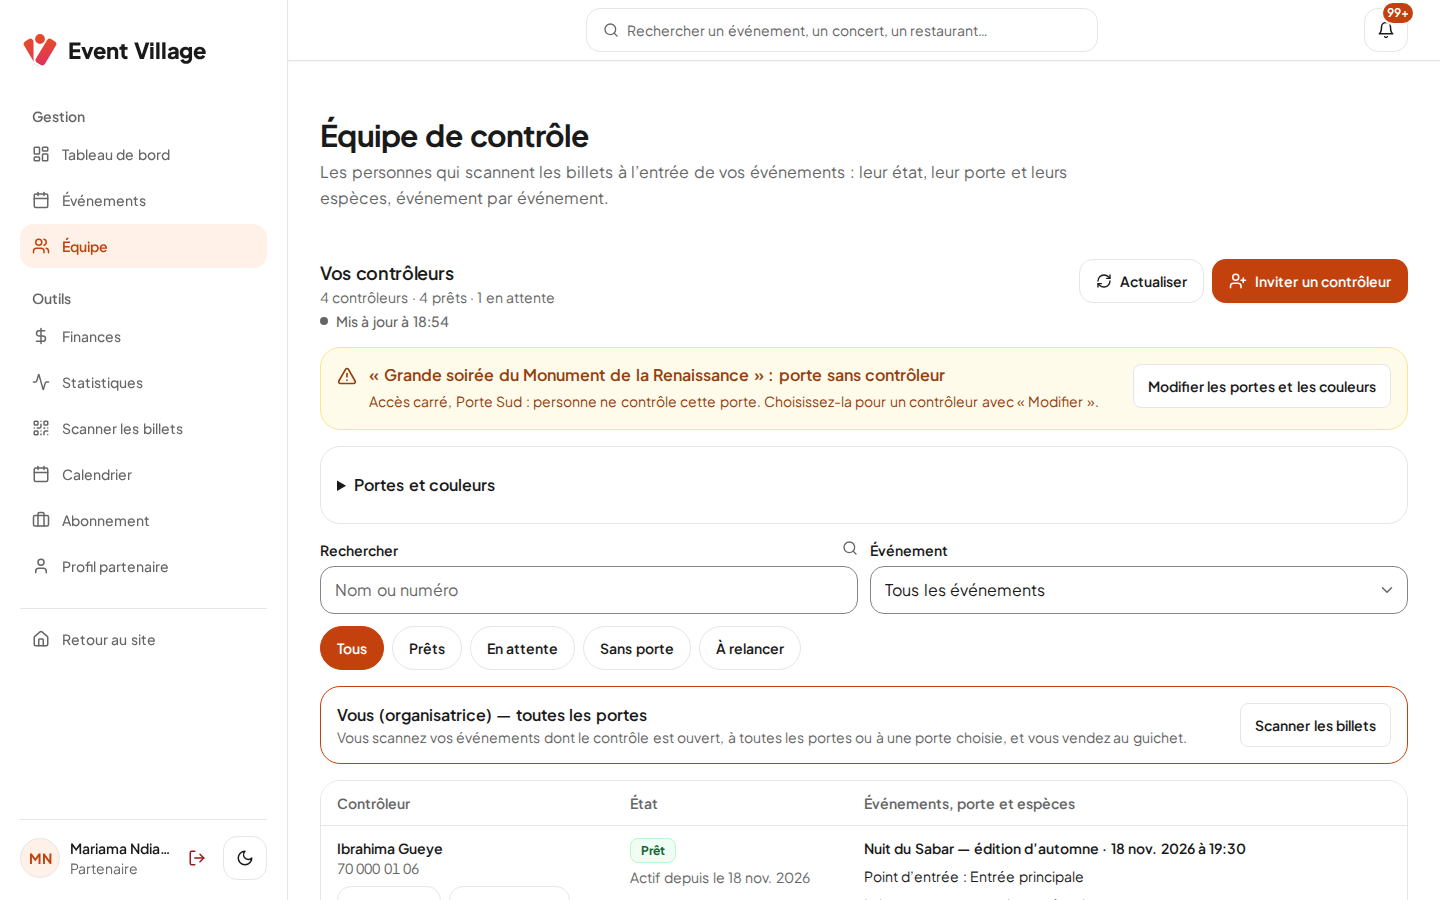 Event Village
Rechercher un événement, un concert, un restaurant…
99+
Gestion
Tableau de bord
Événements
Équipe
Outils
Finances
Statistiques
Scanner les billets
Calendrier
Abonnement
Profil partenaire
Retour au site
MN
Mariama Ndia…
Partenaire
Équipe de contrôle
Les personnes qui scannent les billets à l’entrée de vos événements : leur état, leur porte et leurs
espèces, événement par événement.
Vos contrôleurs
4 contrôleurs · 4 prêts · 1 en attente
Mis à jour à 18:54
Actualiser
Inviter un contrôleur
« Grande soirée du Monument de la Renaissance » : porte sans contrôleur
Accès carré, Porte Sud : personne ne contrôle cette porte. Choisissez-la pour un contrôleur avec « Modifier ».
Modifier les portes et les couleurs
Portes et couleurs
Rechercher
Nom ou numéro
Événement
Tous les événements
Tous
Prêts
En attente
Sans porte
À relancer
Vous (organisatrice) — toutes les portes
Vous scannez vos événements dont le contrôle est ouvert, à toutes les portes ou à une porte choisie, et vous vendez au guichet.
Scanner les billets
Contrôleur
État
Événements, porte et espèces
Ibrahima Gueye
70 000 01 06
Prêt
Actif depuis le 18 nov. 2026
Nuit du Sabar — édition d’automne · 18 nov. 2026 à 19:30
Point d’entrée : Entrée principale